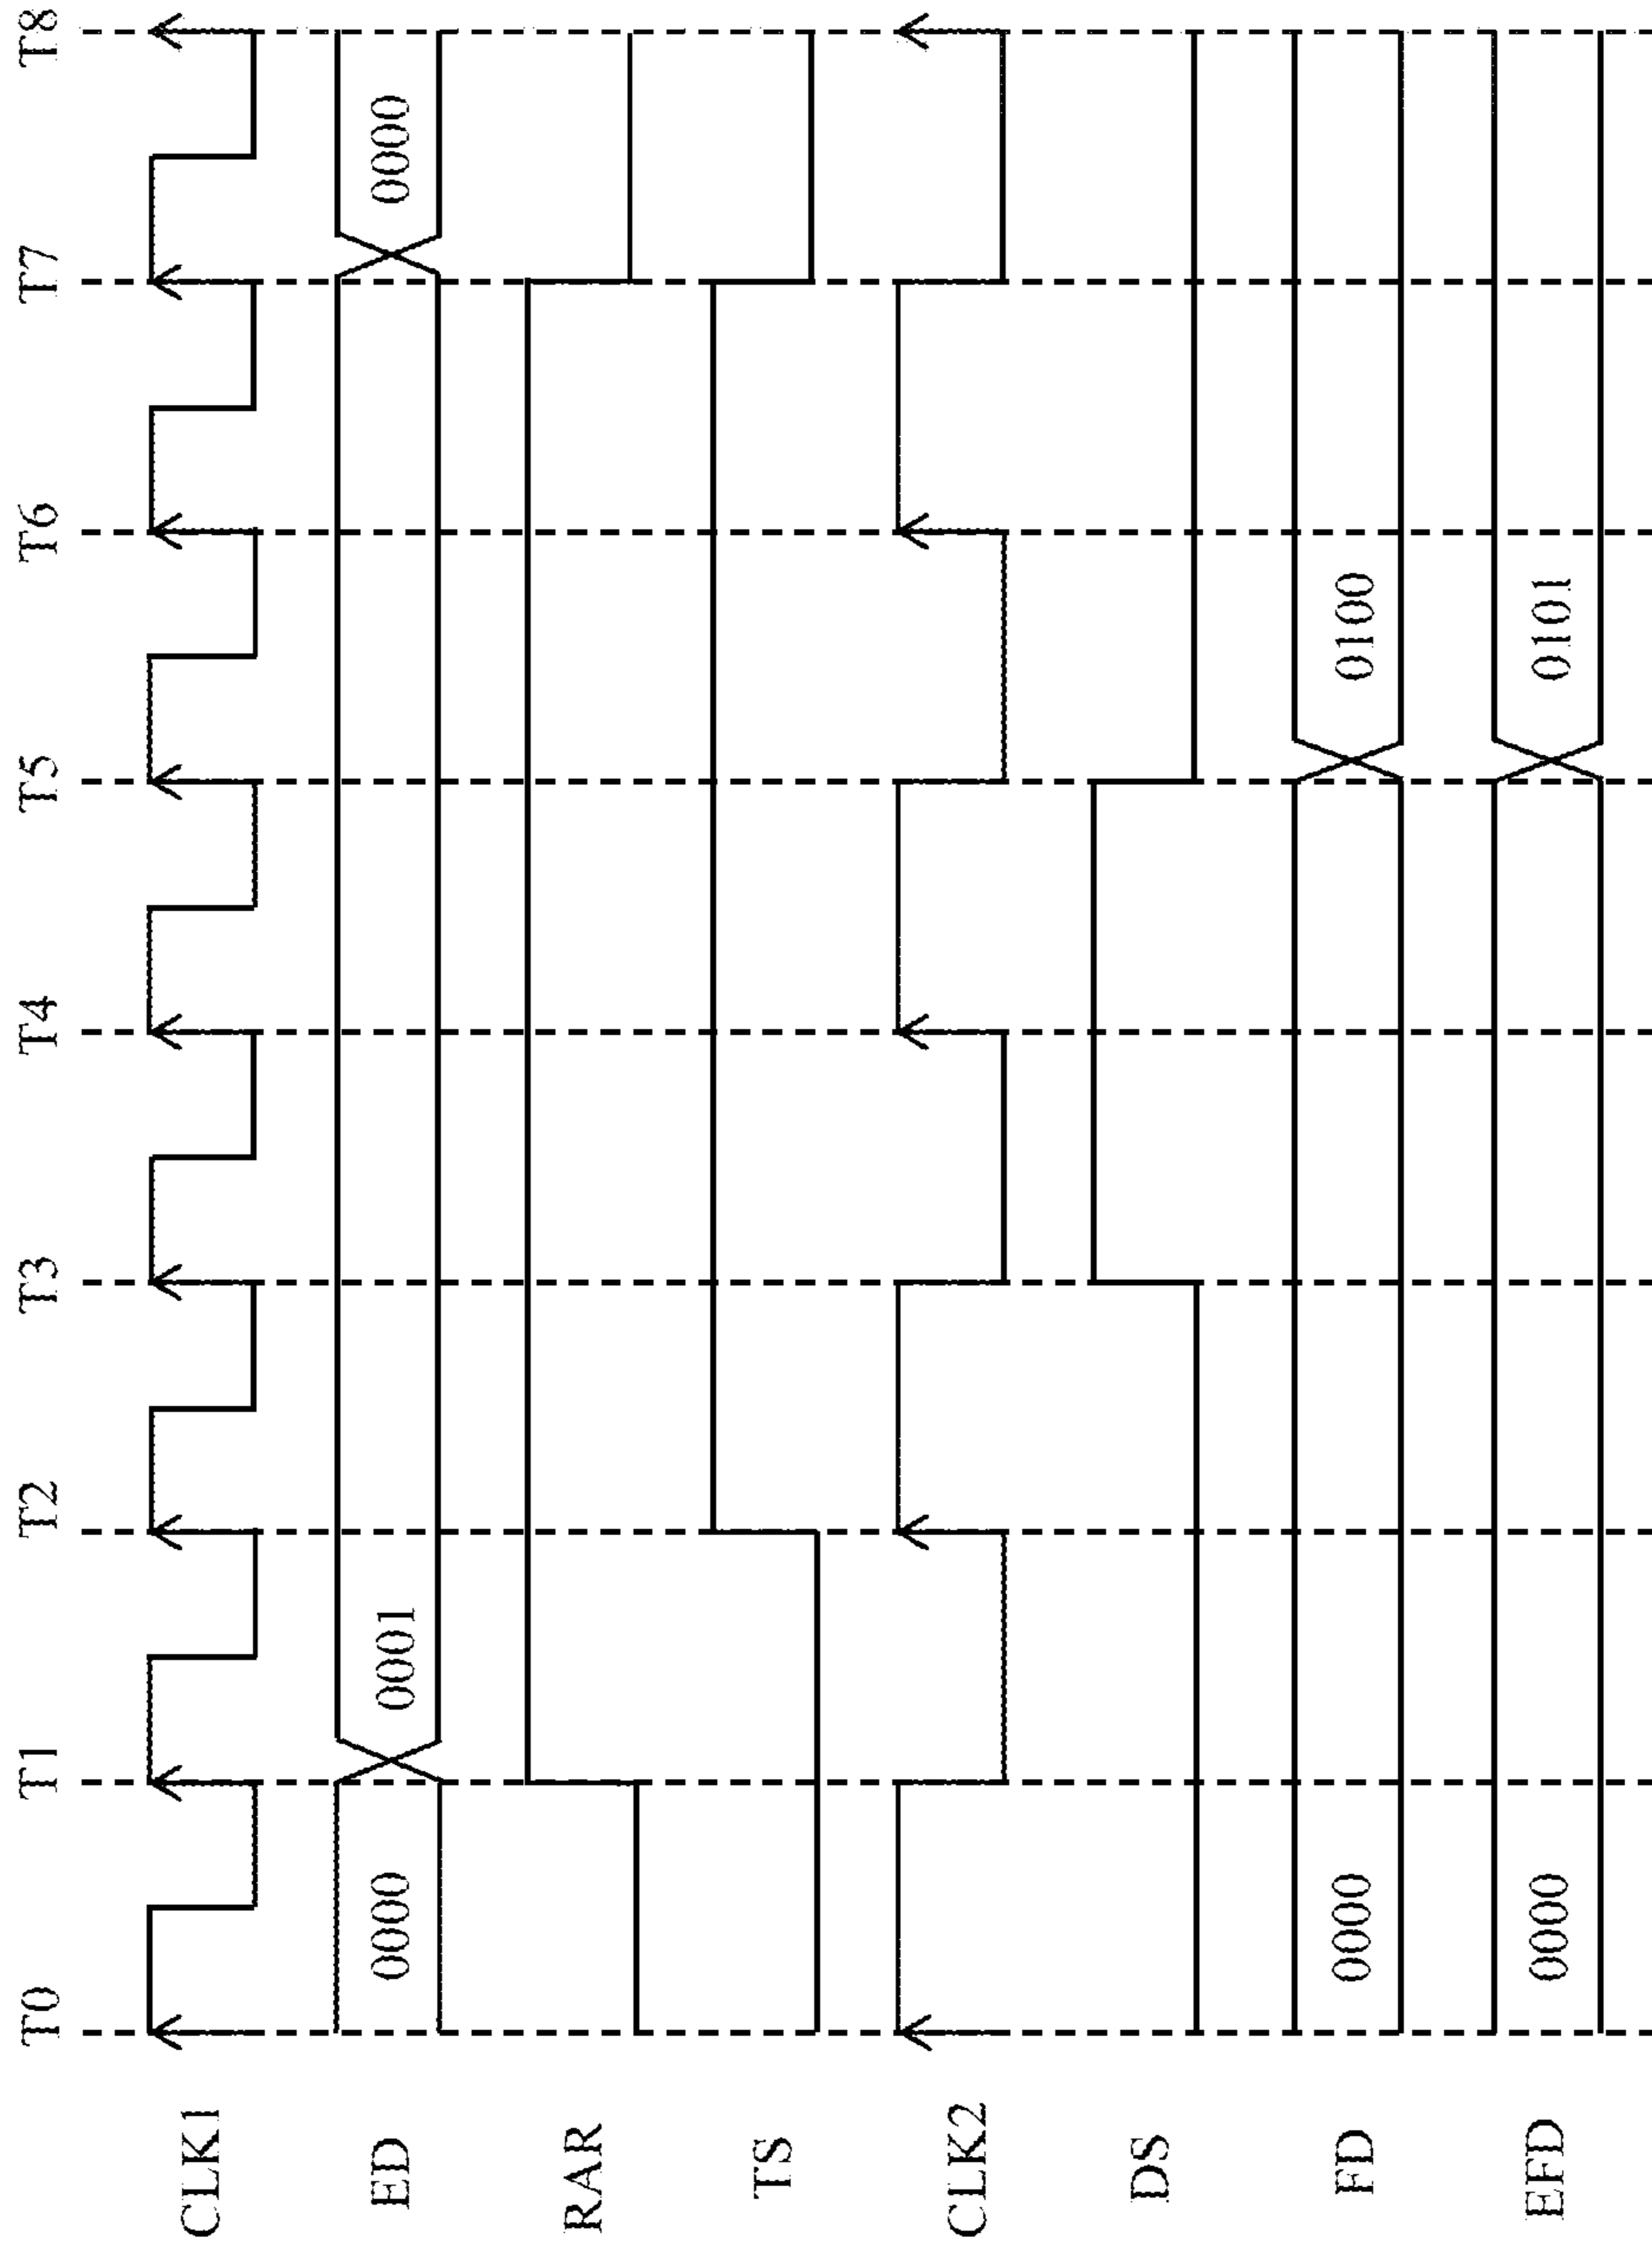 T0 T1 T2 T3 T4 T5 T6 T7 T8
CLK1
ED 0000 0001 0000
RAR
TS
CLK2
DS
FD 0000 0100
EFD 0000 0101